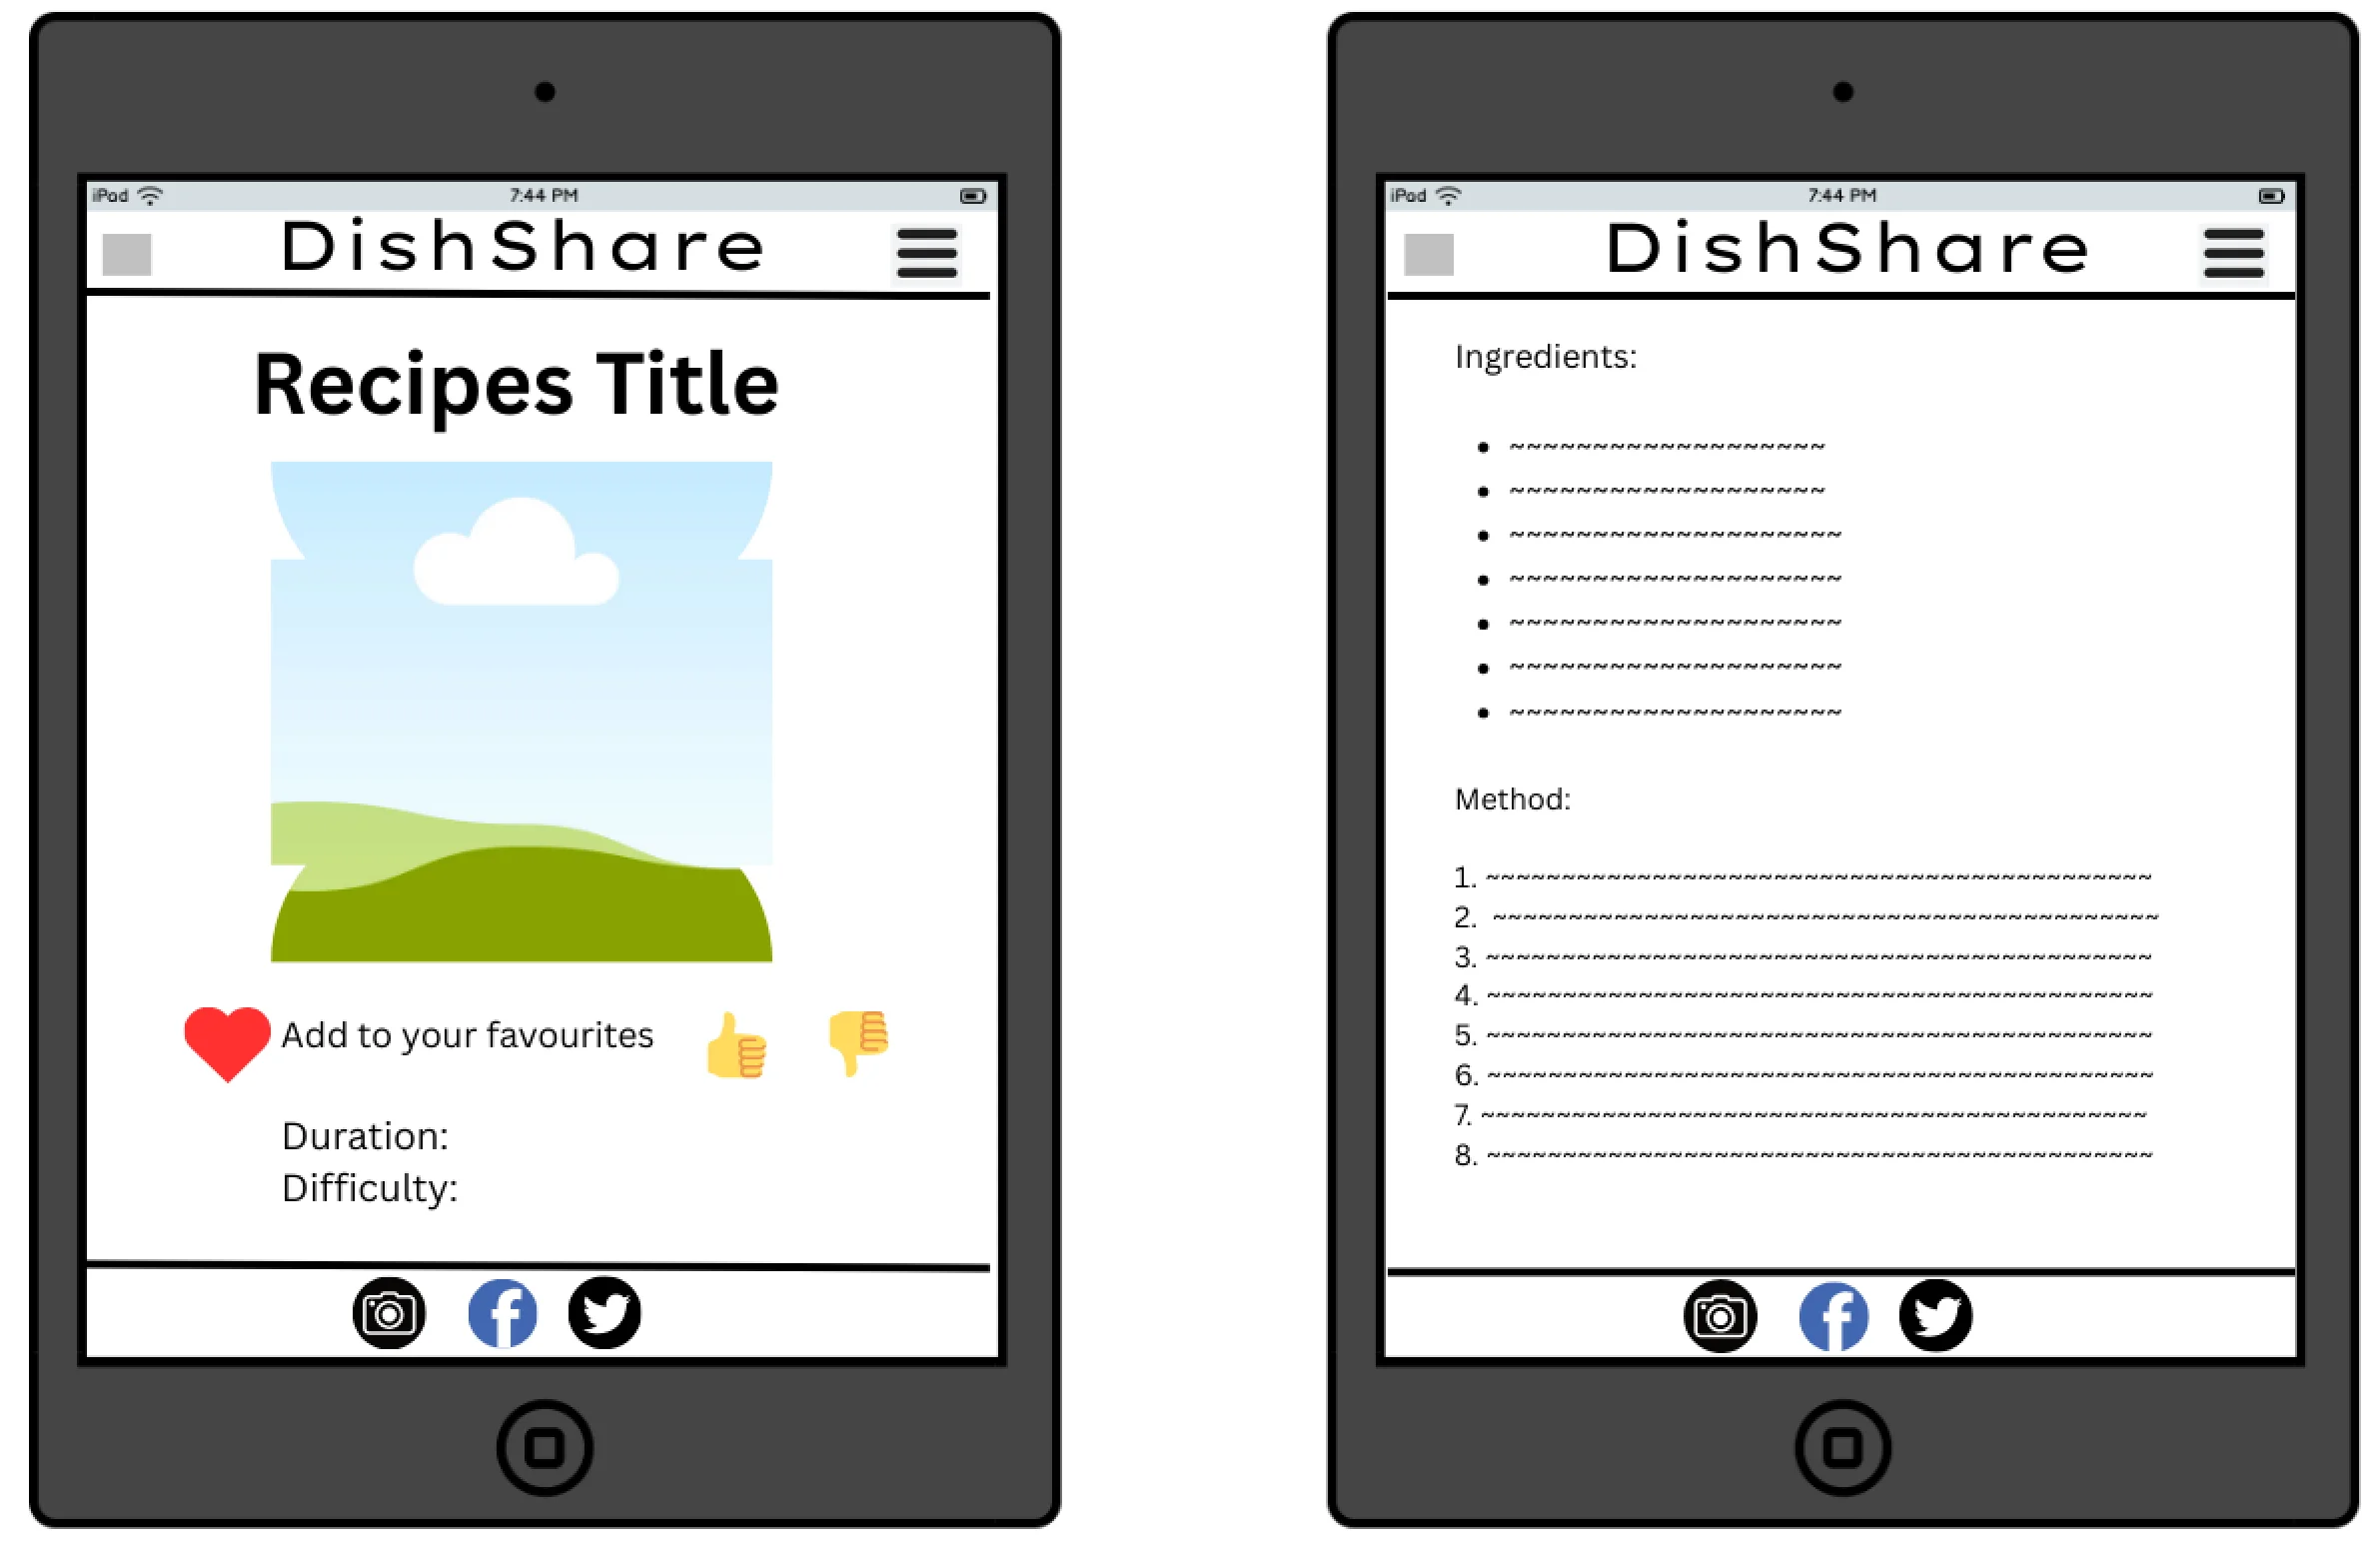 iPad 7:44 PM
DishShare
Recipes Title
Add to your favourites
Duration:
Difficulty:
iPad 7:44 PM
DishShare
Ingredients:
• ~~~~~~~~~~~~~~~~~~~
• ~~~~~~~~~~~~~~~~~~~
• ~~~~~~~~~~~~~~~~~~~~
• ~~~~~~~~~~~~~~~~~~~~
• ~~~~~~~~~~~~~~~~~~~~
• ~~~~~~~~~~~~~~~~~~~~
• ~~~~~~~~~~~~~~~~~~~~
Method:
1. ~~~~~~~~~~~~~~~~~~~~~~~~~~~~~~~~~~~~~~~~~~~~
2. ~~~~~~~~~~~~~~~~~~~~~~~~~~~~~~~~~~~~~~~~~~~~
3. ~~~~~~~~~~~~~~~~~~~~~~~~~~~~~~~~~~~~~~~~~~~~
4. ~~~~~~~~~~~~~~~~~~~~~~~~~~~~~~~~~~~~~~~~~~~~
5. ~~~~~~~~~~~~~~~~~~~~~~~~~~~~~~~~~~~~~~~~~~~~
6. ~~~~~~~~~~~~~~~~~~~~~~~~~~~~~~~~~~~~~~~~~~~~
7. ~~~~~~~~~~~~~~~~~~~~~~~~~~~~~~~~~~~~~~~~~~~~
8. ~~~~~~~~~~~~~~~~~~~~~~~~~~~~~~~~~~~~~~~~~~~~